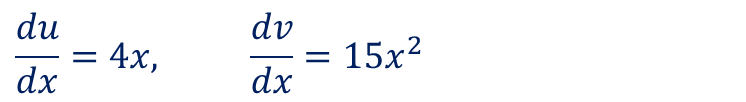 du/dx = 4x, dv/dx = 15x²